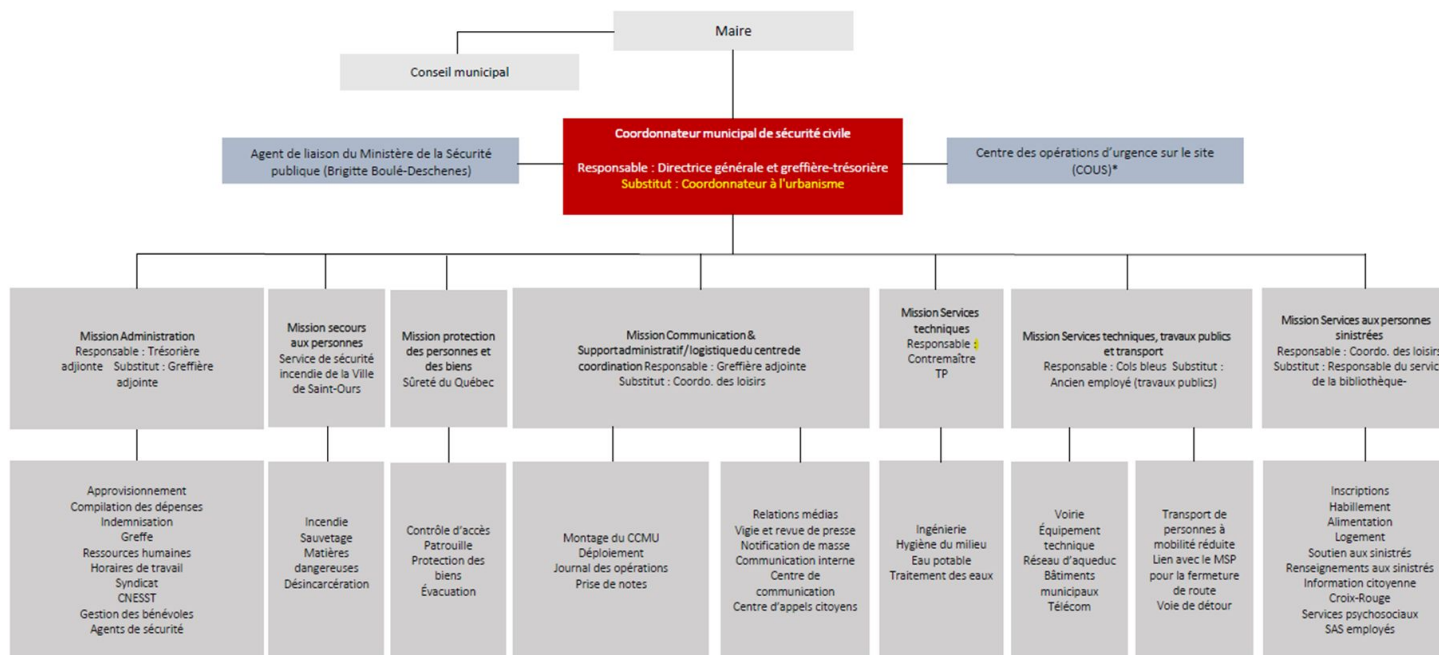 Maire
Conseil municipal
Coordonnateur municipal de sécurité civile
Responsable : Directrice générale et greffière-trésorière
Substitut : Coordonnateur à l'urbanisme
Agent de liaison du Ministère de la Sécurité
publique (Brigitte Boulé-Deschenes)
Centre des opérations d'urgence sur le site
(COUS)*
Mission Administration
Responsable : Trésorière
adjionte Substitut : Greffière
adjointe
Mission secours
aux personnes
Service de sécurité
incendie de la Ville
de Saint-Ours
Mission protection
des personnes et
des biens
Sûreté du Québec
Mission Communication &
Support administratif / logistique du centre de
coordination Responsable : Greffière adjointe
Substitut : Coordo. des loisirs
Mission Services
techniques
Responsable :
Contremaître
TP
Mission Services techniques, travaux publics
et transport
Responsable : Cols bleus Substitut :
Ancien employé (travaux publics)
Mission Services aux personnes
sinistrées
Responsable : Coordo. des loisirs
Substitut : Responsable du servic
de la bibliothèque-
Approvisionnement
Compilation des dépenses
Indemnisation
Greffe
Ressources humaines
Horaires de travail
Syndicat
CNESST
Gestion des bénévoles
Agents de sécurité
Incendie
Sauvetage
Matières
dangereuses
Désincarcération
Contrôle d'accès
Patrouille
Protection des
biens
Évacuation
Montage du CCMU
Déploiement
Journal des opérations
Prise de notes
Relations médias
Vigie et revue de presse
Notification de masse
Communication interne
Centre de
communication
Centre d'appels citoyens
Ingénierie
Hygiène du milieu
Eau potable
Traitement des eaux
Voirie
Équipement
technique
Réseau d'aqueduc
Bâtiments
municipaux
Télécom
Transport de
personnes à
mobilité réduite
Lien avec le MSP
pour la fermeture
de route
Voie de détour
Inscriptions
Habillement
Alimentation
Logement
Soutien aux sinistrés
Renseignements aux sinistrés
Information citoyenne
Croix-Rouge
Services psychosociaux
SAS employés